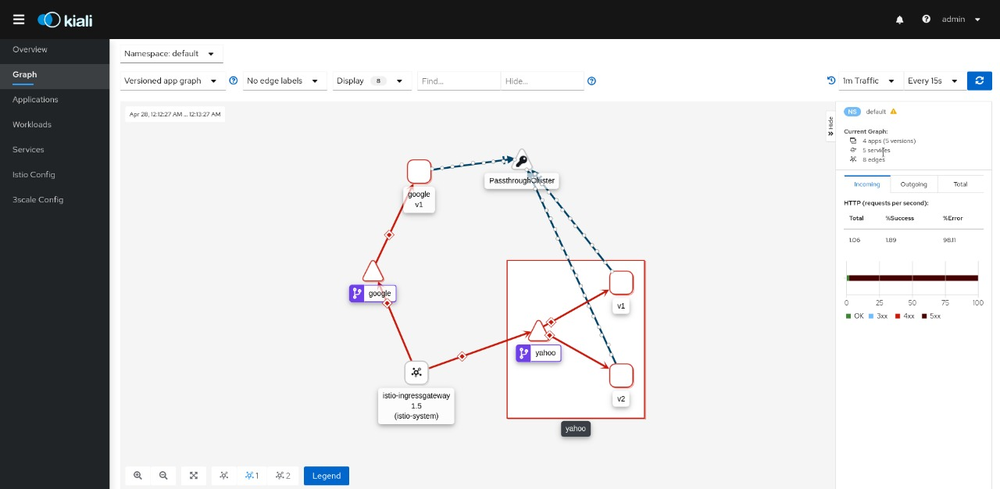 kiali
admin
Overview
Graph
Applications
Workloads
Services
Istio Config
3scale Config
Namespace: default
Versioned app graph
No edge labels
Display 8
Find...
Hide...
1m Traffic
Every 15s
Apr 28, 12:12:27 AM ... 12:13:27 AM
Hide
NS default
Current Graph:
4 apps (5 versions)
5 services
8 edges
Incoming
Outgoing
Total
HTTP (requests per second):
Total %Success %Error
1.06 1.89 98.11
0 25 50 75 100
OK 3xx 4xx 5xx
PassthroughCluster
google
v1
google
v1
yahoo
v2
istio-ingressgateway
1.5
(istio-system)
yahoo
1
2
Legend